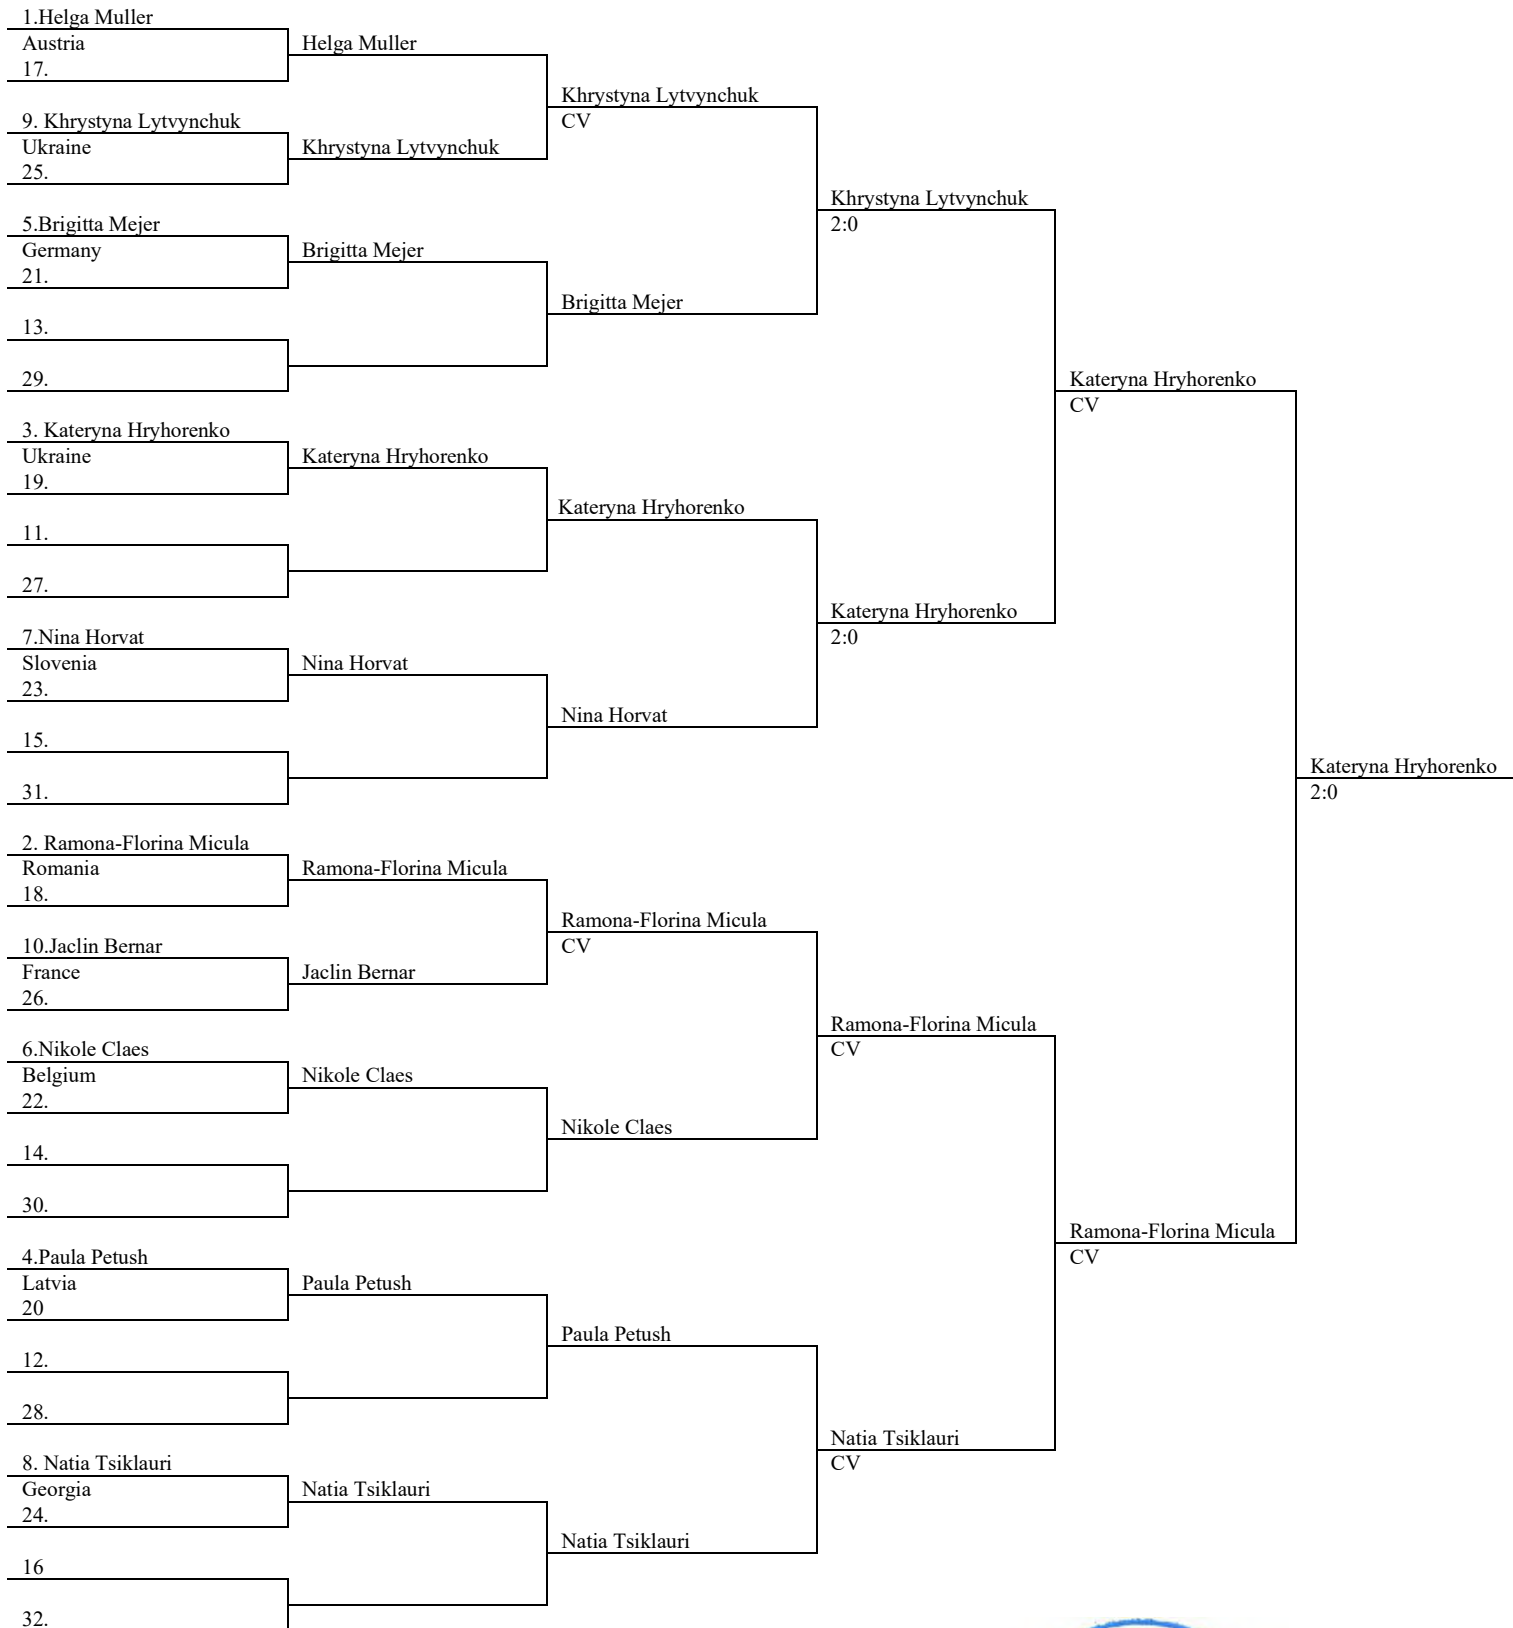 1.Helga Muller
Austria
17.
9. Khrystyna Lytvynchuk
Ukraine
25.
5.Brigitta Mejer
Germany
21.
13.
29.
3. Kateryna Hryhorenko
Ukraine
19.
11.
27.
7.Nina Horvat
Slovenia
23.
15.
31.
2. Ramona-Florina Micula
Romania
18.
10.Jaclin Bernar
France
26.
6.Nikole Claes
Belgium
22.
14.
30.
4.Paula Petush
Latvia
20
12.
28.
8. Natia Tsiklauri
Georgia
24.
16
32.
Helga Muller
Khrystyna Lytvynchuk
Brigitta Mejer
Kateryna Hryhorenko
Nina Horvat
Ramona-Florina Micula
Jaclin Bernar
Nikole Claes
Paula Petush
Natia Tsiklauri
Khrystyna Lytvynchuk
CV
Brigitta Mejer
Kateryna Hryhorenko
Nina Horvat
Ramona-Florina Micula
CV
Nikole Claes
Paula Petush
Natia Tsiklauri
Khrystyna Lytvynchuk
2:0
Kateryna Hryhorenko
2:0
Ramona-Florina Micula
CV
Natia Tsiklauri
CV
Kateryna Hryhorenko
CV
Ramona-Florina Micula
CV
Kateryna Hryhorenko
2:0